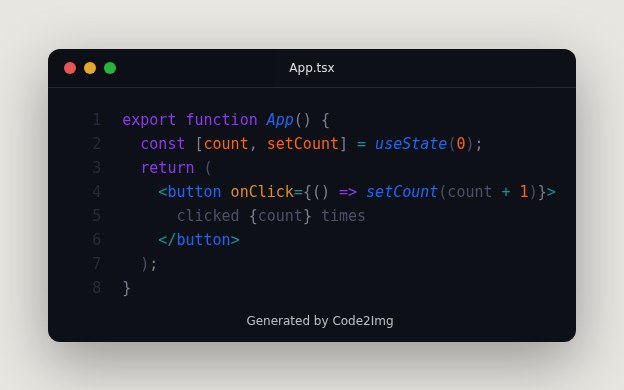 App.tsx
1 export function App() {
2   const [count, setCount] = useState(0);
3   return (
4     <button onClick={() => setCount(count + 1)}>
5       clicked {count} times
6     </button>
7   );
8 }
Generated by Code2Img